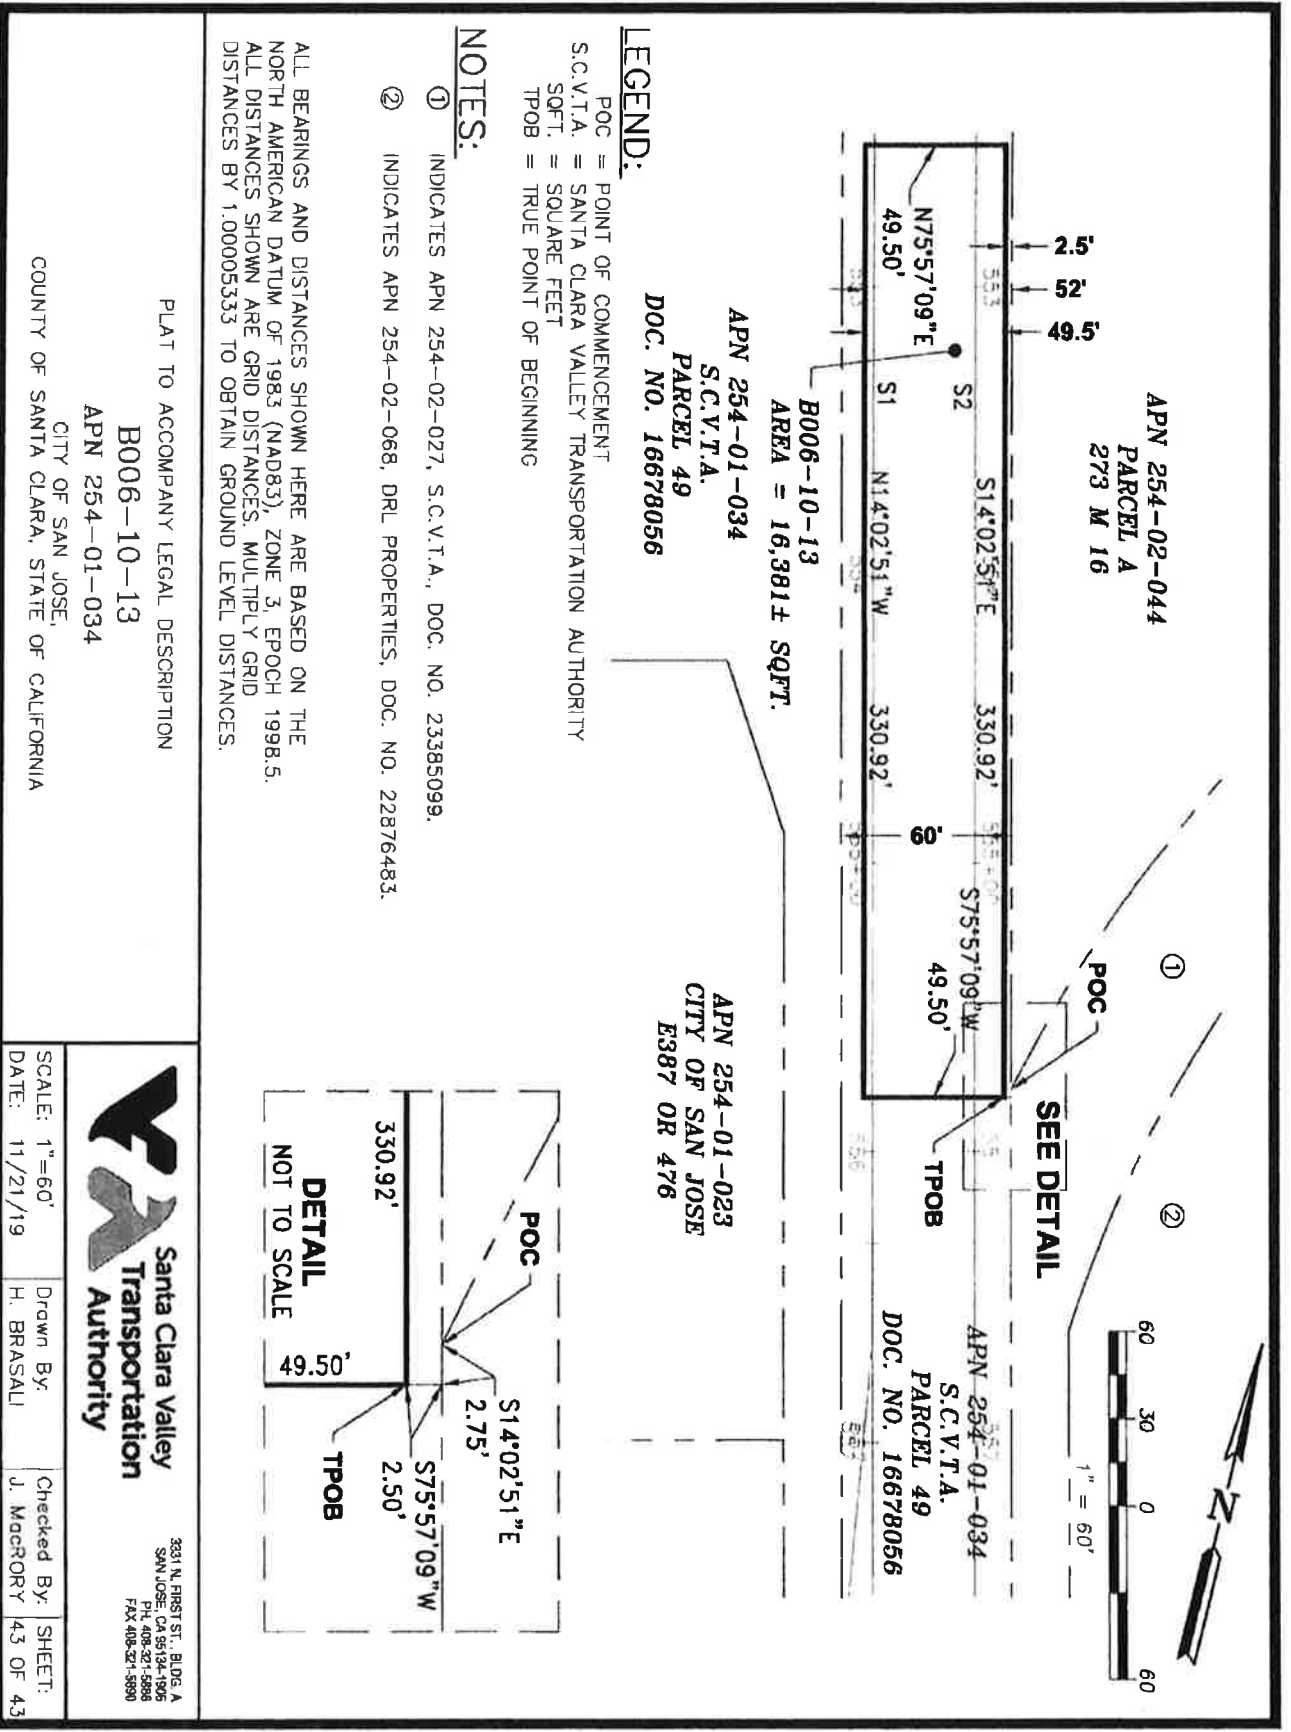 APN 254-02-044
PARCEL A
273 M 16
①
②
60 30 0 60
1" = 60'
N
2.5'
52'
49.5'
POC
SEE DETAIL
TPOB
553
S14°02'51"E 330.92'
S2
N75°57'09"E
49.50'
S75°57'09"W
49.50'
60'
S1
N14°02'51"W 330.92'
556
B006-10-13
AREA = 16,381± SQFT.
APN 254-01-034
S.C.V.T.A.
PARCEL 49
DOC. NO. 16678056
APN 254-01-034
S.C.V.T.A.
PARCEL 49
DOC. NO. 16678056
APN 254-01-023
CITY OF SAN JOSE
E387 OR 476
LEGEND:
POC = POINT OF COMMENCEMENT
S.C.V.T.A = SANTA CLARA VALLEY TRANSPORTATION AUTHORITY
SQFT. = SQUARE FEET
TPOB = TRUE POINT OF BEGINNING
NOTES:
① INDICATES APN 254-02-027, S.C.V.T.A., DOC. NO. 23385099.
② INDICATES APN 254-02-068, DRL PROPERTIES, DOC. NO. 22876483.
ALL BEARINGS AND DISTANCES SHOWN HERE ARE BASED ON THE
NORTH AMERICAN DATUM OF 1983 (NAD83), ZONE 3, EPOCH 1998.5.
ALL DISTANCES SHOWN ARE GRID DISTANCES. MULTIPLY GRID
DISTANCES BY 1.00005333 TO OBTAIN GROUND LEVEL DISTANCES.
POC
S14°02'51"E
2.75'
S75°57'09"W
2.50'
330.92'
49.50'
TPOB
DETAIL
NOT TO SCALE
PLAT TO ACCOMPANY LEGAL DESCRIPTION
B006-10-13
APN 254-01-034
CITY OF SAN JOSE,
COUNTY OF SANTA CLARA, STATE OF CALIFORNIA
Santa Clara Valley
Transportation
Authority
3331 N. FIRST ST., BLDG. A
SAN JOSE, CA 95134-1906
PH. 408-321-5886
FAX 408-321-5890
SCALE: 1"=60'
DATE: 11/21/19
Drawn By:
H. BRASALI
Checked By:
J. MacRORY
SHEET:
43 OF 43